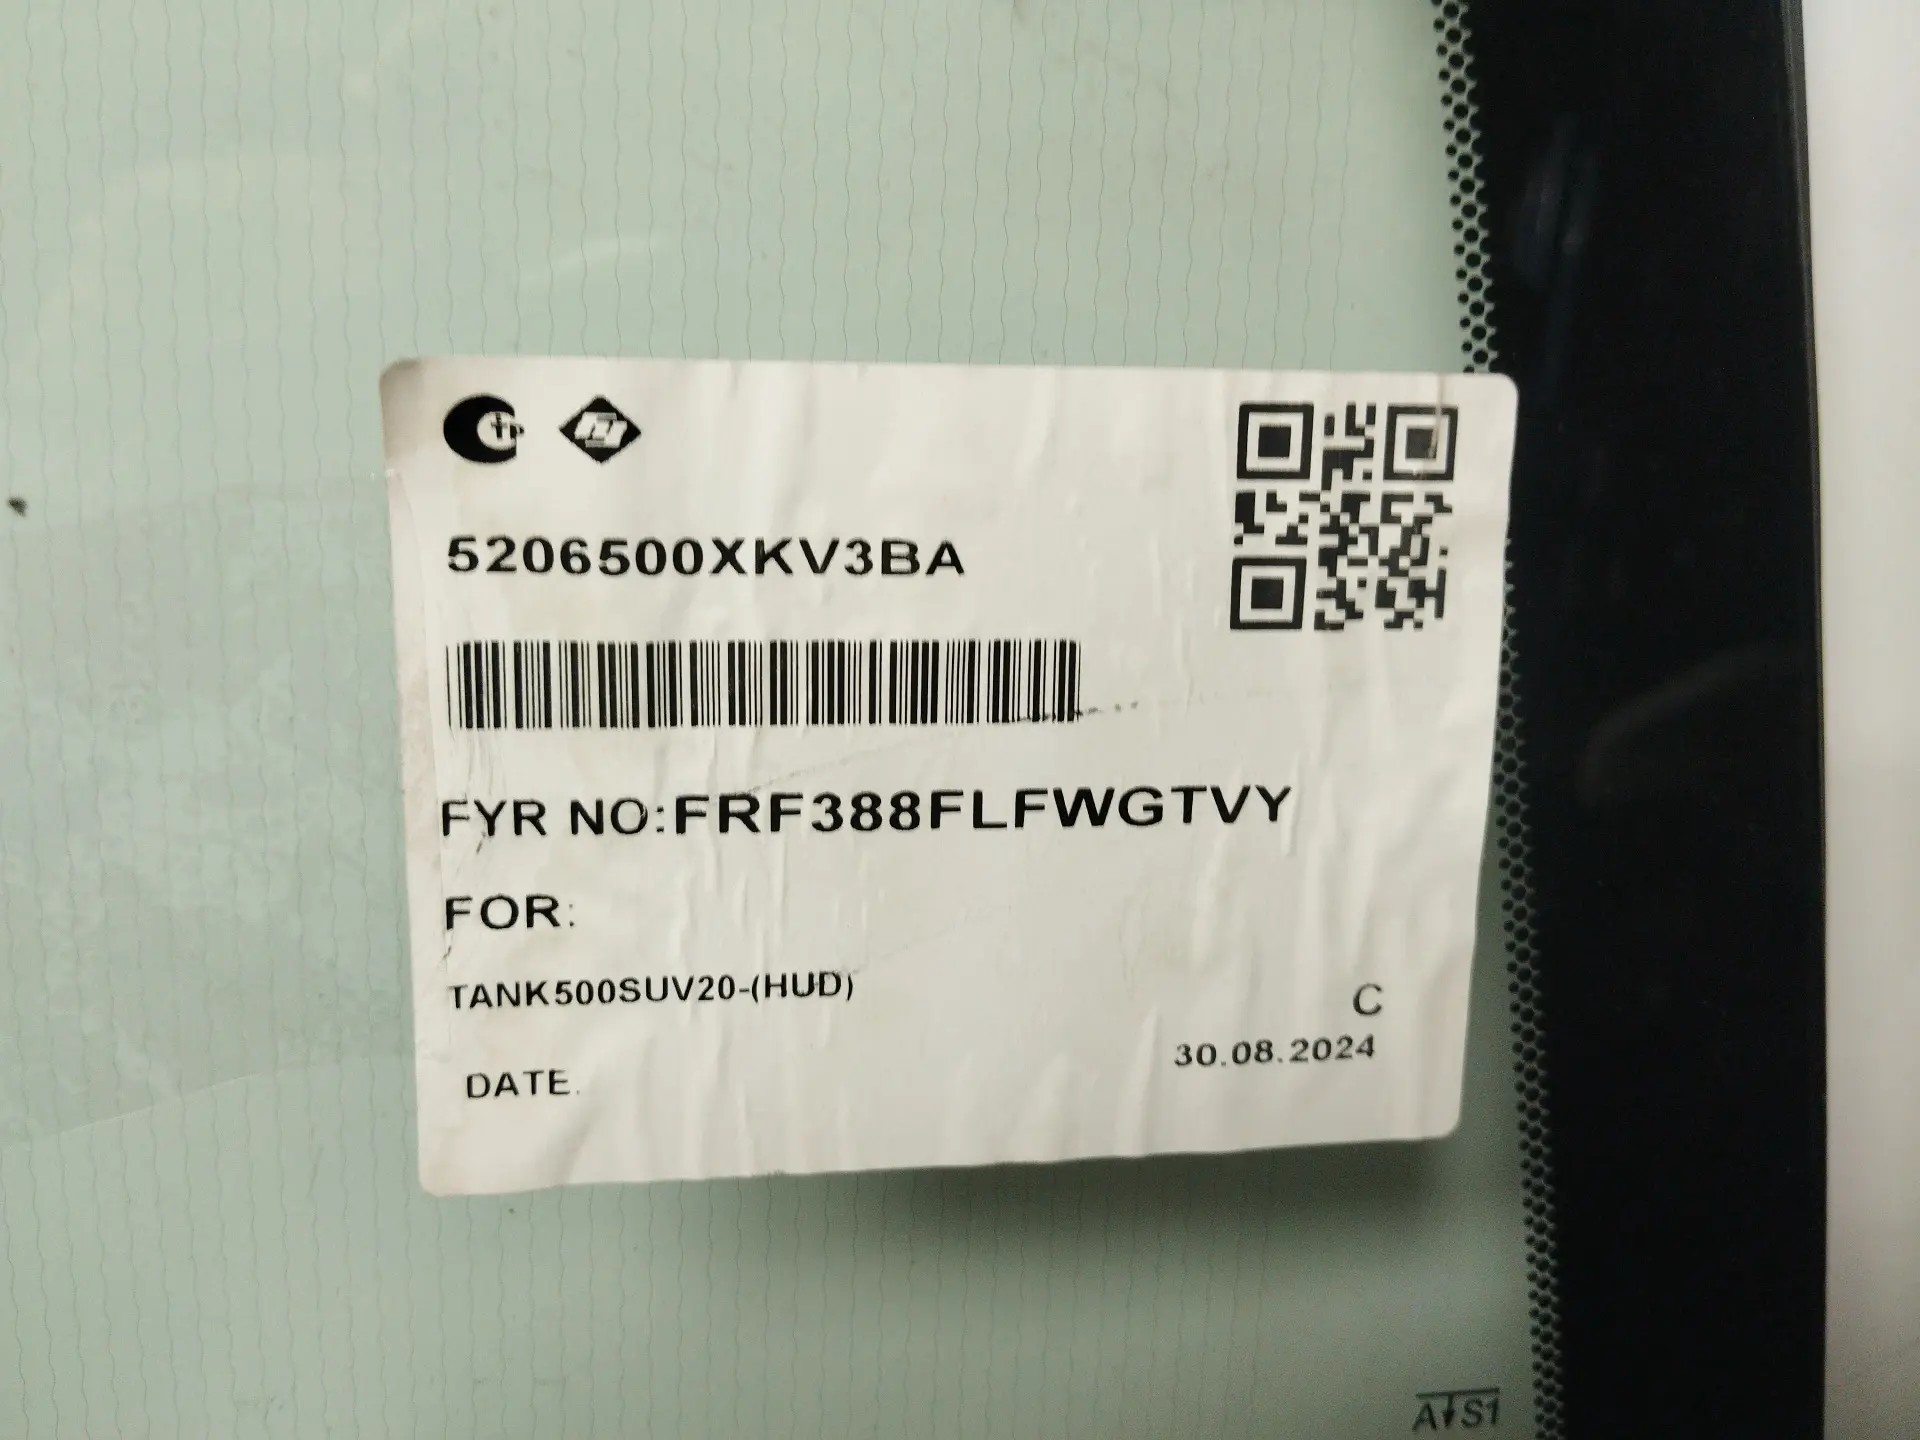 5206500XKV3BA
FYR NO:FRF388FLFWGTVY
FOR:
TANK500SUV20-(HUD)
C
30.08.2024
DATE.
A↓S1